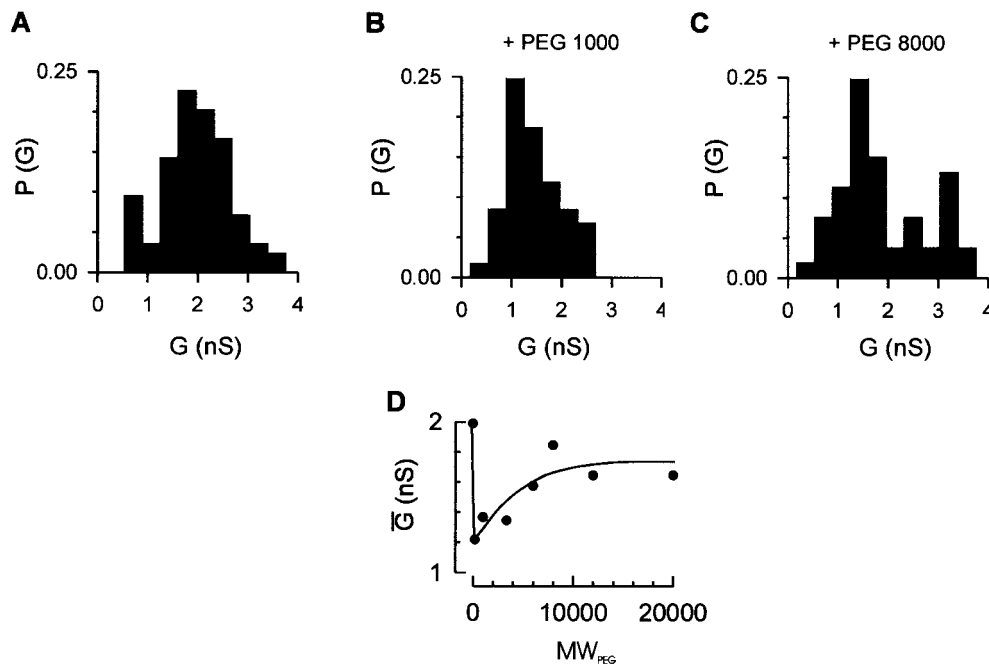 A
P (G)
0.25
0.00
0 1 2 3 4
G (nS)
B
+ PEG 1000
P (G)
0.25
0.00
0 1 2 3 4
G (nS)
C
+ PEG 8000
P (G)
0.25
0.00
0 1 2 3 4
G (nS)
D
G (nS)
2
1
0 10000 20000
MW PEG